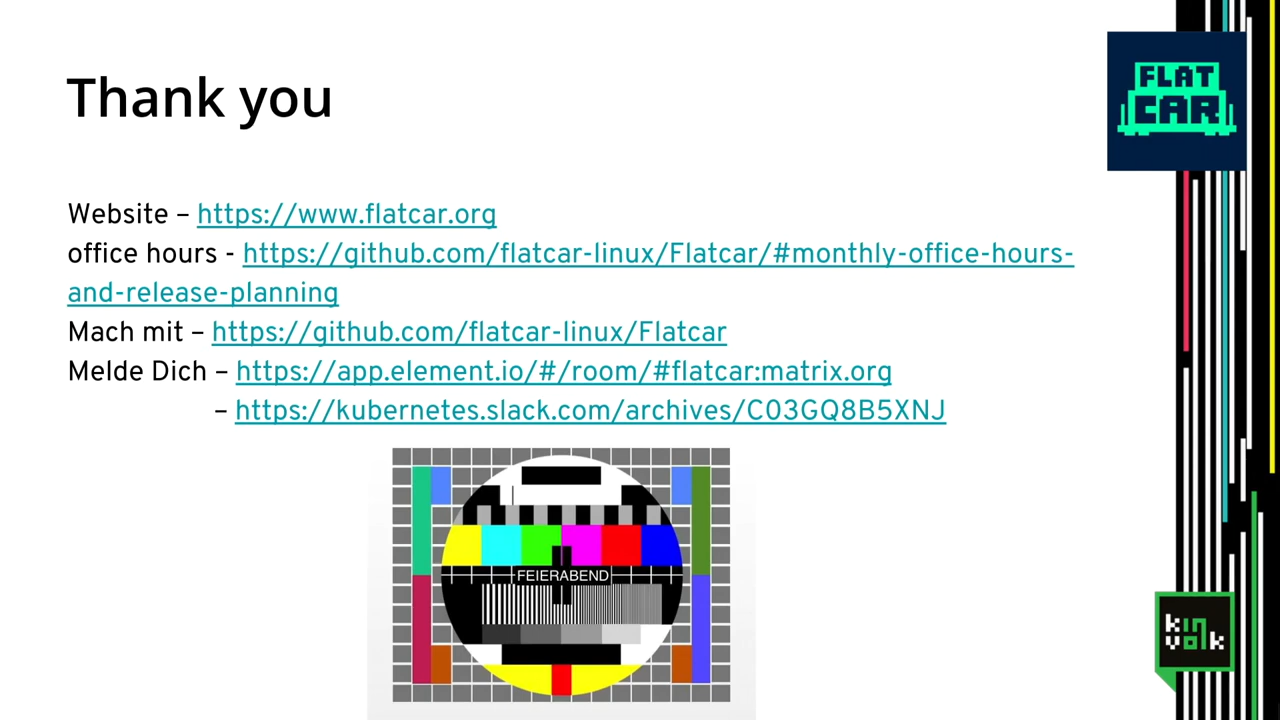 Thank you
FLAT
CAR
Website – https://www.flatcar.org
office hours - https://github.com/flatcar-linux/Flatcar/#monthly-office-hours-
and-release-planning
Mach mit – https://github.com/flatcar-linux/Flatcar
Melde Dich – https://app.element.io/#/room/#flatcar:matrix.org
– https://kubernetes.slack.com/archives/C03GQ8B5XNJ
FEIERABEND
kin
volk